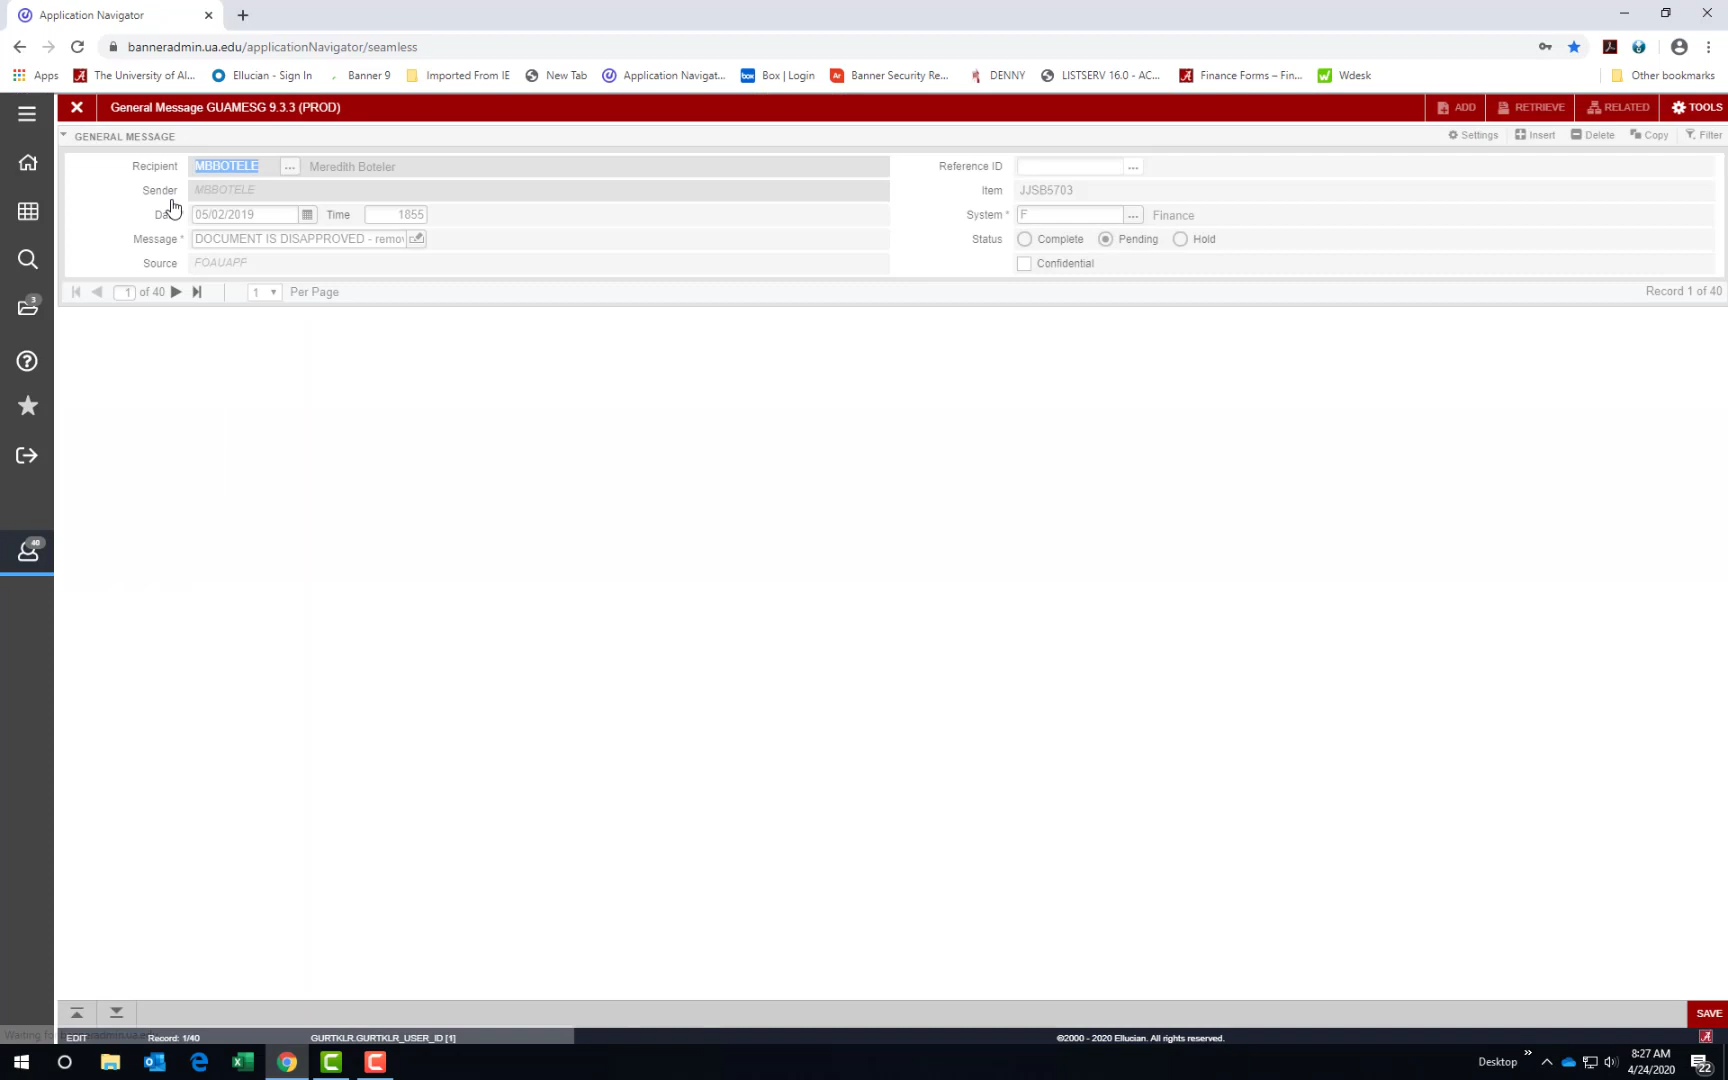 Application Navigator
banneradmin.ua.edu/applicationNavigator/seamless
Apps The University of Al... Ellucian - Sign In Banner 9 Imported From IE New Tab Application Navigat... Box | Login Banner Security Re... DENNY LISTSERV 16.0 - AC... Finance Forms – Fin... Wdesk Other bookmarks
General Message GUAMESG 9.3.3 (PROD) ADD RETRIEVE RELATED TOOLS
GENERAL MESSAGE Settings Insert Delete Copy Filter
Recipient MBBOTELE ... Meredith Boteler Reference ID ...
Sender MBBOTELE Item JJSB5703
05/02/2019 Time 1855 System * F ... Finance
Message * DOCUMENT IS DISAPPROVED - remov Status Complete Pending Hold
Source FOAUAPF Confidential
1 of 40 1 Per Page Record 1 of 40
3
40
SAVE
EDIT Record: 1/40 GURTKLR.GURTKLR_USER_ID [1] ©2000 - 2020 Ellucian. All rights reserved.
Desktop 8:27 AM
4/24/2020
22